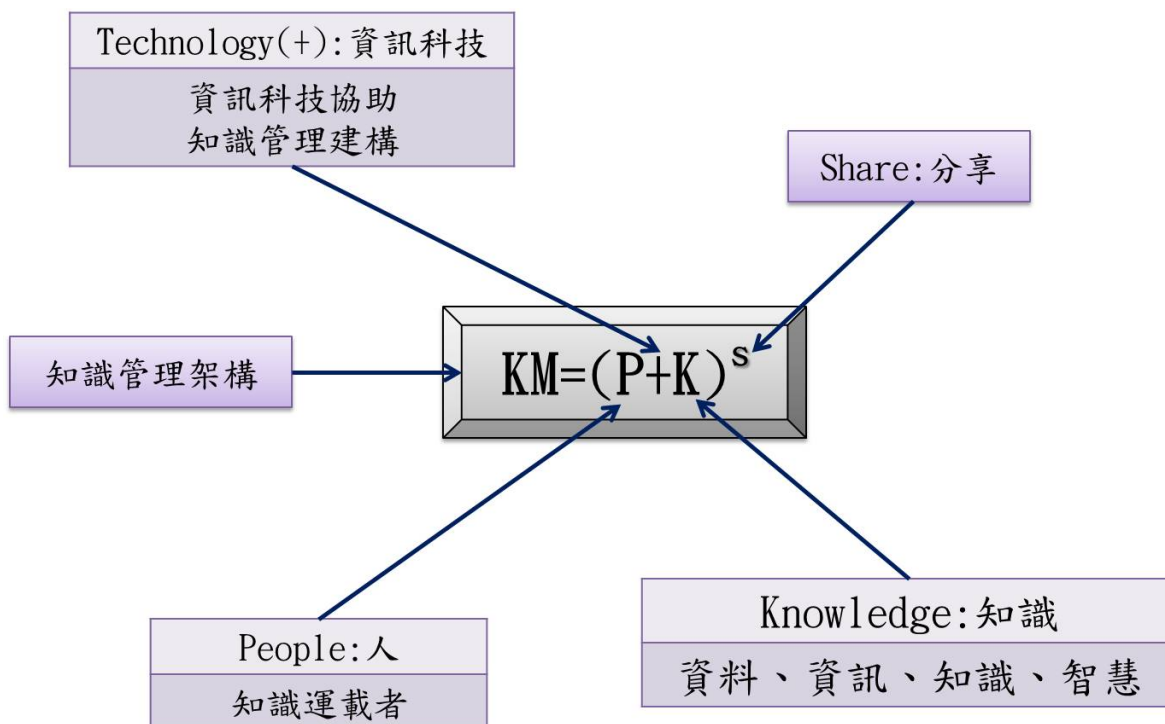 Technology(+):資訊科技
資訊科技協助
知識管理建構
Share:分享
知識管理架構
KM=(P+K)ˢ
People:人
知識運載者
Knowledge:知識
資料、資訊、知識、智慧